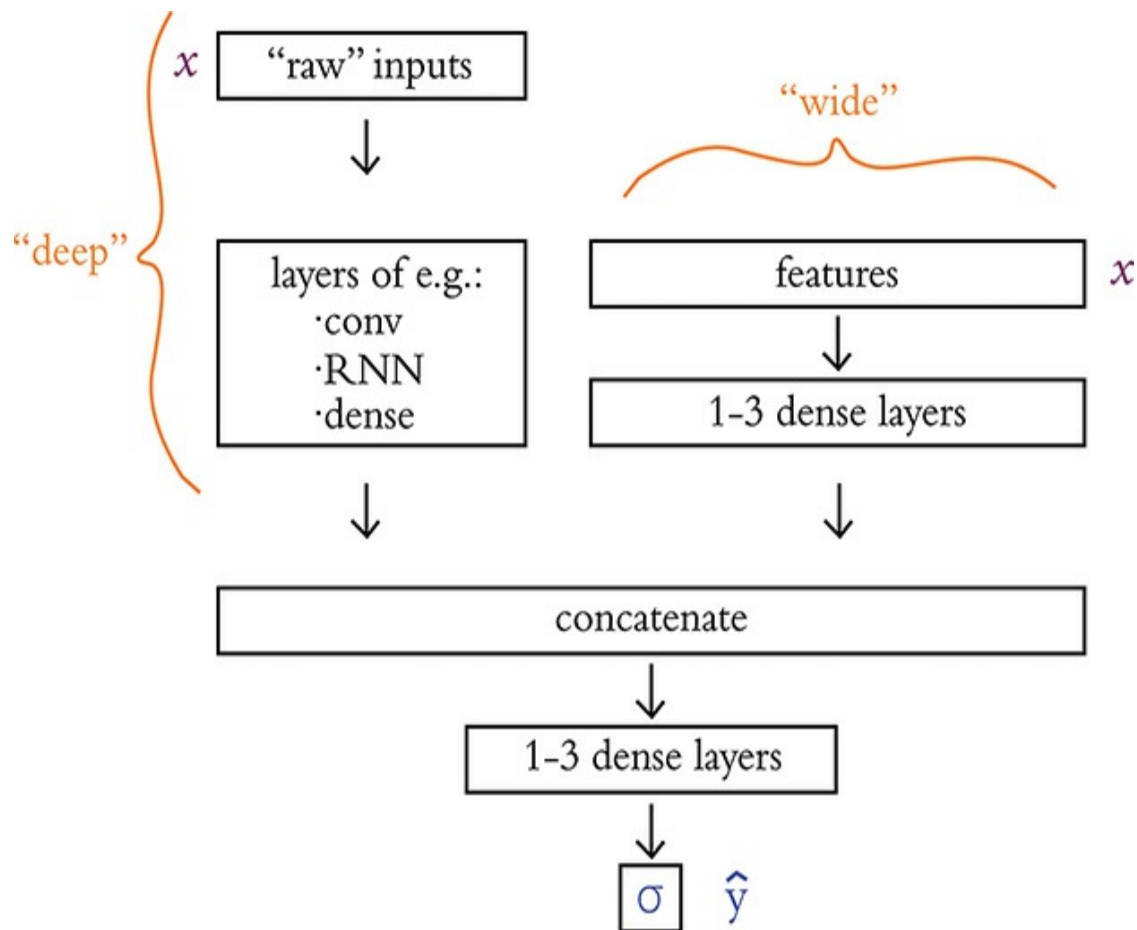 x
“raw” inputs
“wide”
“deep”
layers of e.g.:
·conv
·RNN
·dense
features
x
1–3 dense layers
concatenate
1–3 dense layers
σ
ŷ